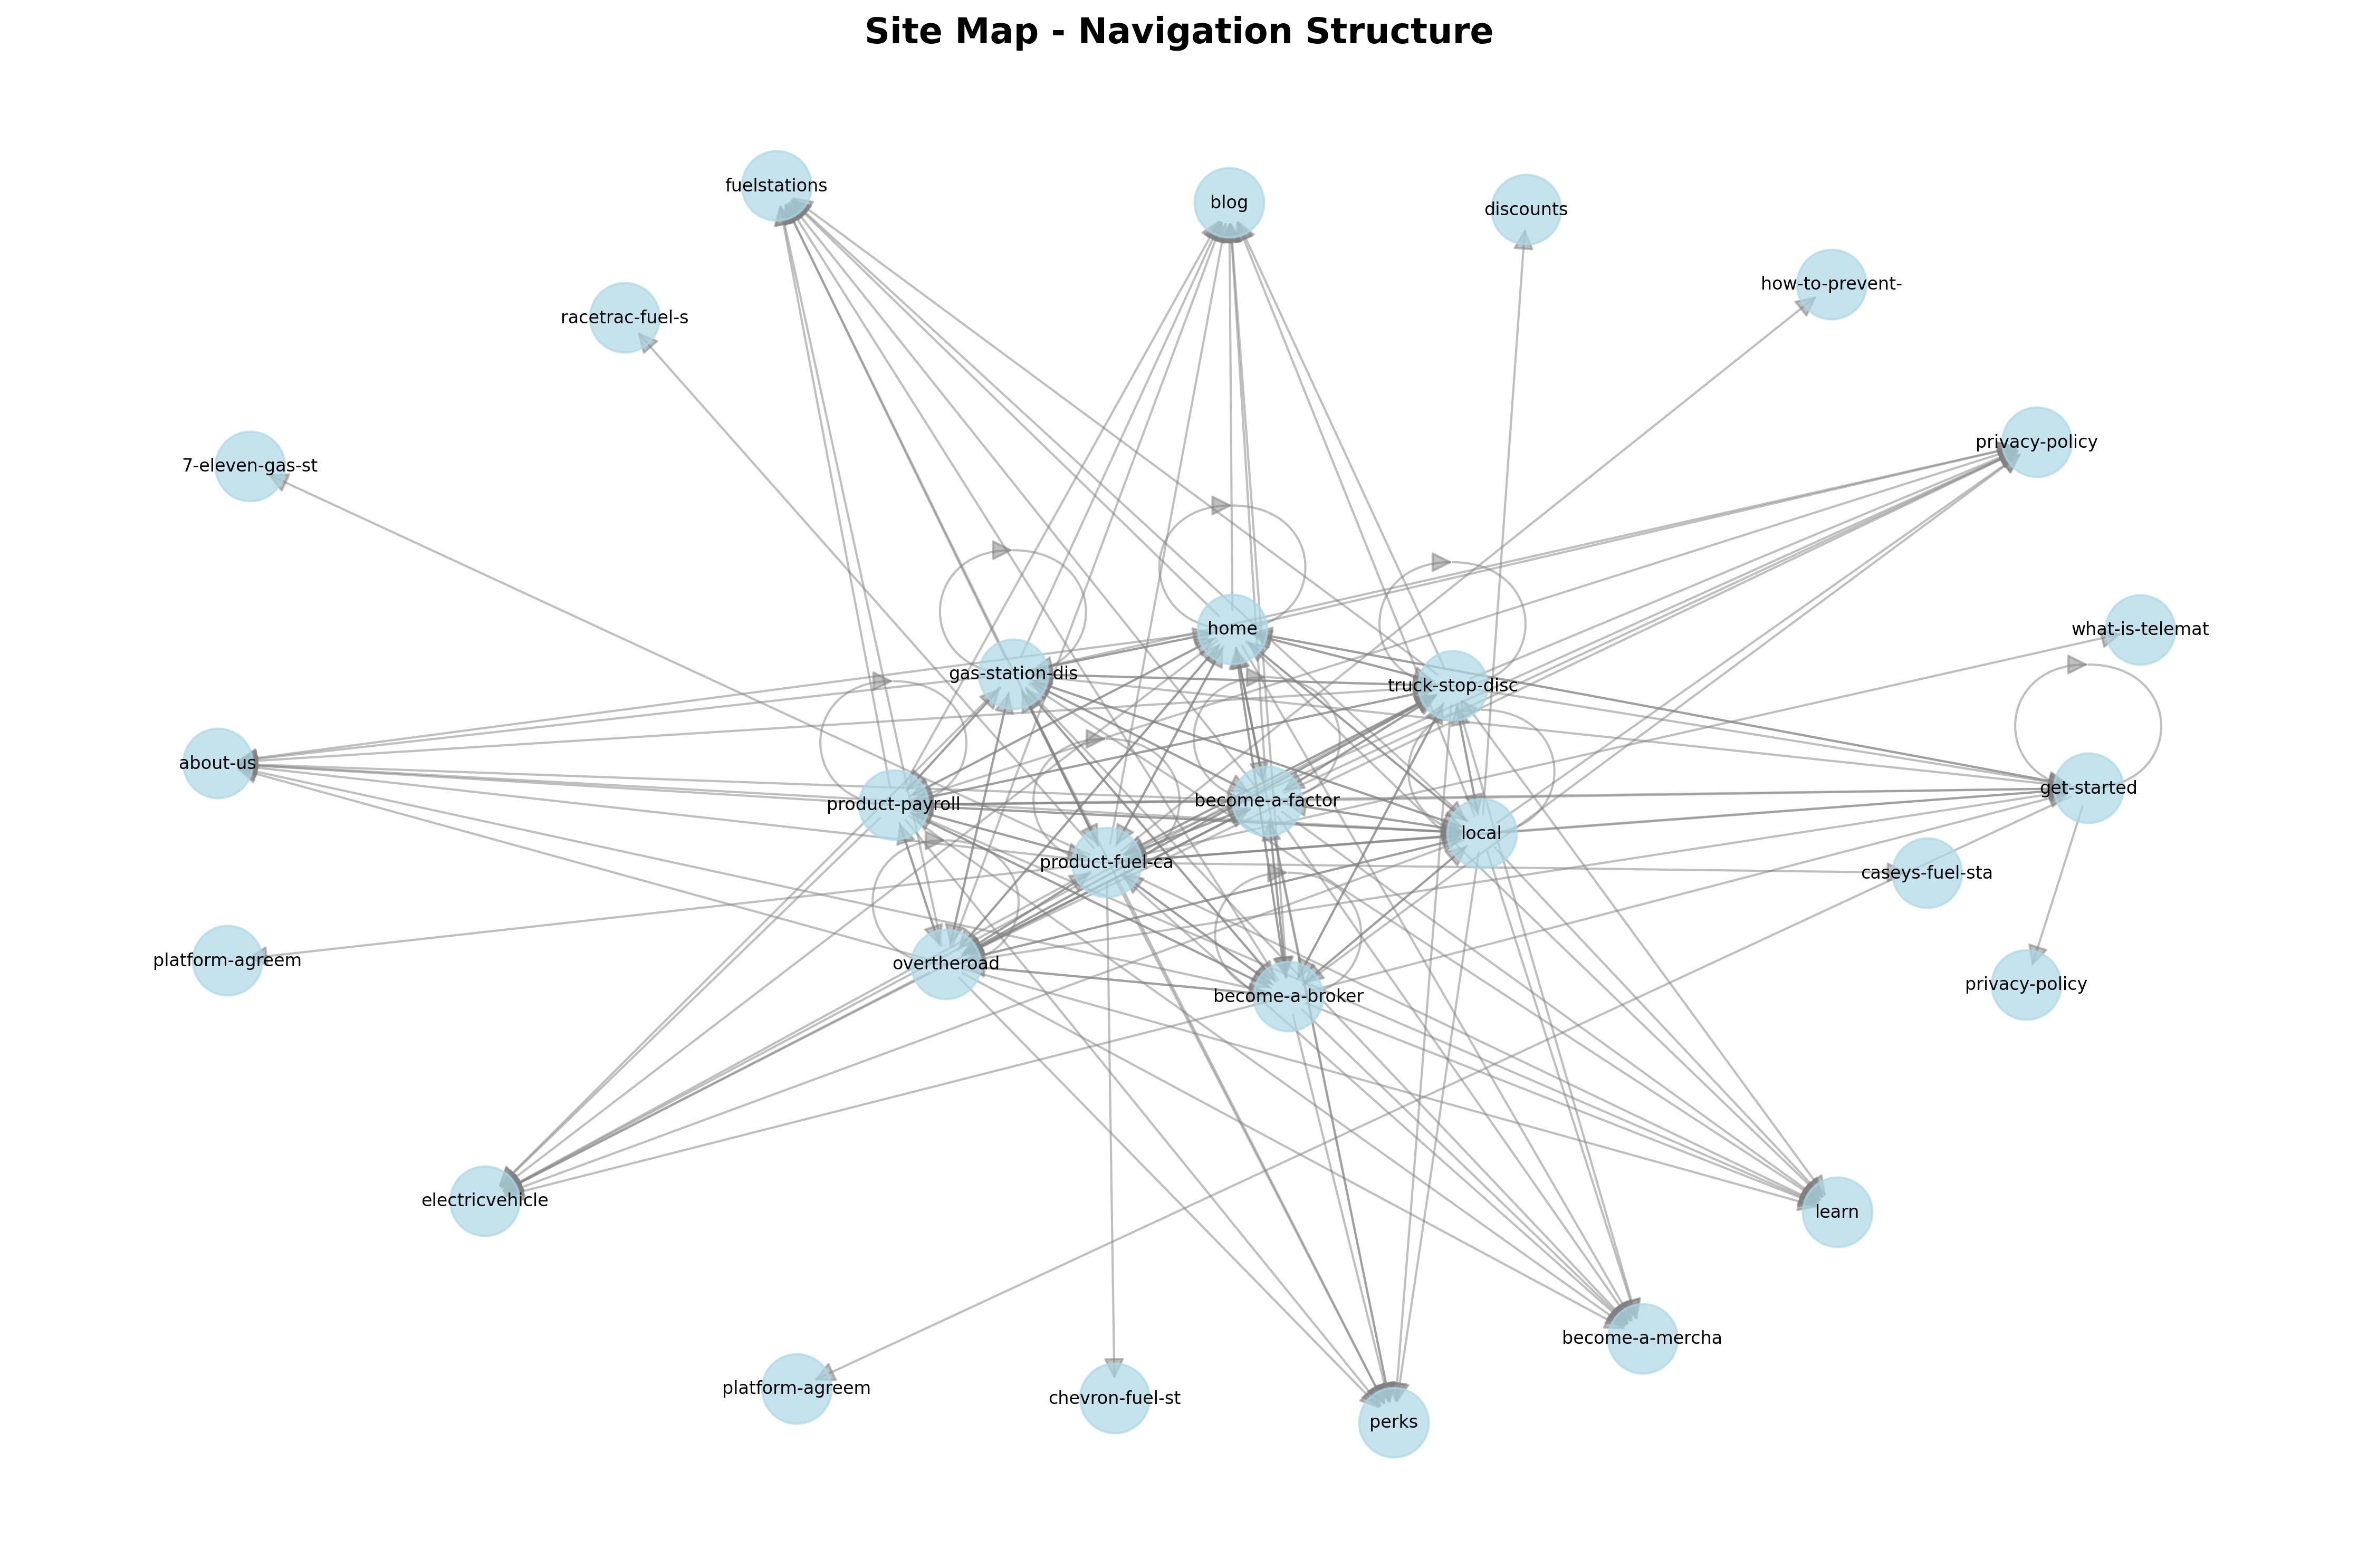 Site Map - Navigation Structure
fuelstations
blog
discounts
how-to-prevent-
racetrac-fuel-s
privacy-policy
7-eleven-gas-st
home
what-is-telemat
gas-station-dis
truck-stop-disc
about-us
get-started
product-payroll
become-a-factor
local
product-fuel-ca
caseys-fuel-sta
platform-agreem
overtheroad
privacy-policy
become-a-broker
electricvehicle
learn
become-a-mercha
platform-agreem
chevron-fuel-st
perks